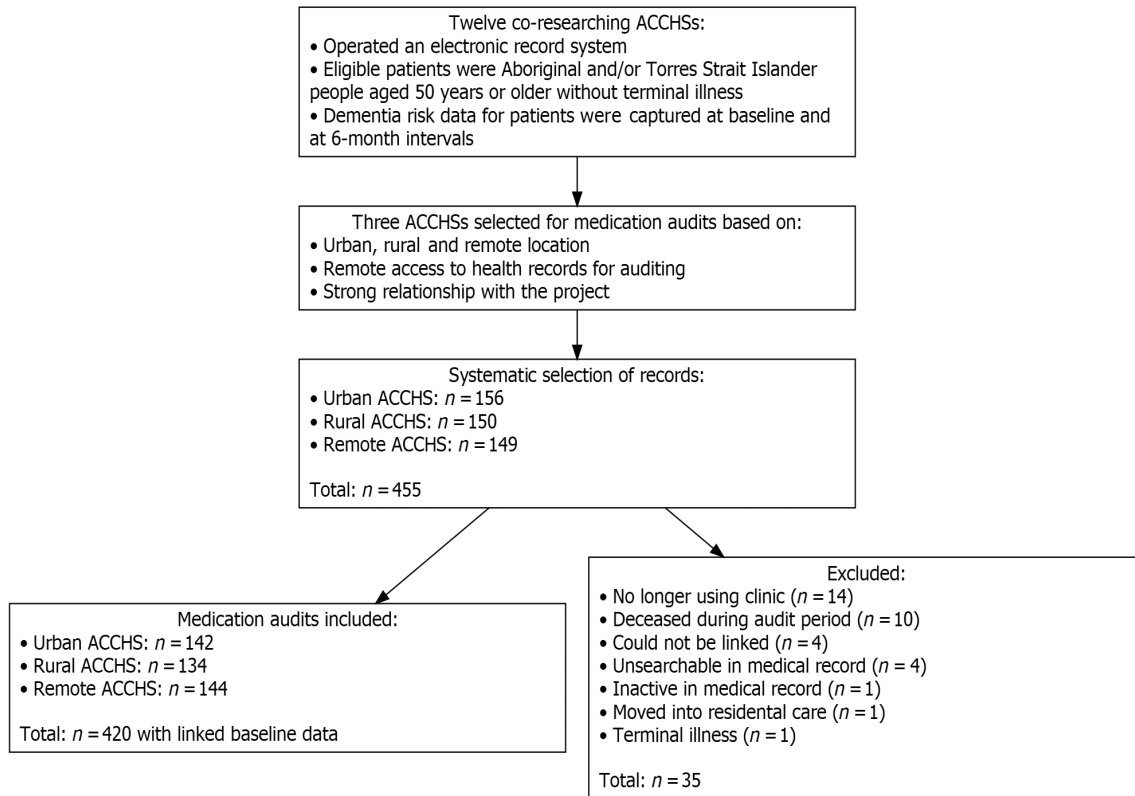 Twelve co-researching ACCHSs:
• Operated an electronic record system
• Eligible patients were Aboriginal and/or Torres Strait Islander
people aged 50 years or older without terminal illness
• Dementia risk data for patients were captured at baseline and
at 6-month intervals
Three ACCHSs selected for medication audits based on:
• Urban, rural and remote location
• Remote access to health records for auditing
• Strong relationship with the project
Systematic selection of records:
• Urban ACCHS: n = 156
• Rural ACCHS: n = 150
• Remote ACCHS: n = 149
Total: n = 455
Medication audits included:
• Urban ACCHS: n = 142
• Rural ACCHS: n = 134
• Remote ACCHS: n = 144
Total: n = 420 with linked baseline data
Excluded:
• No longer using clinic (n = 14)
• Deceased during audit period (n = 10)
• Could not be linked (n = 4)
• Unsearchable in medical record (n = 4)
• Inactive in medical record (n = 1)
• Moved into residental care (n = 1)
• Terminal illness (n = 1)
Total: n = 35